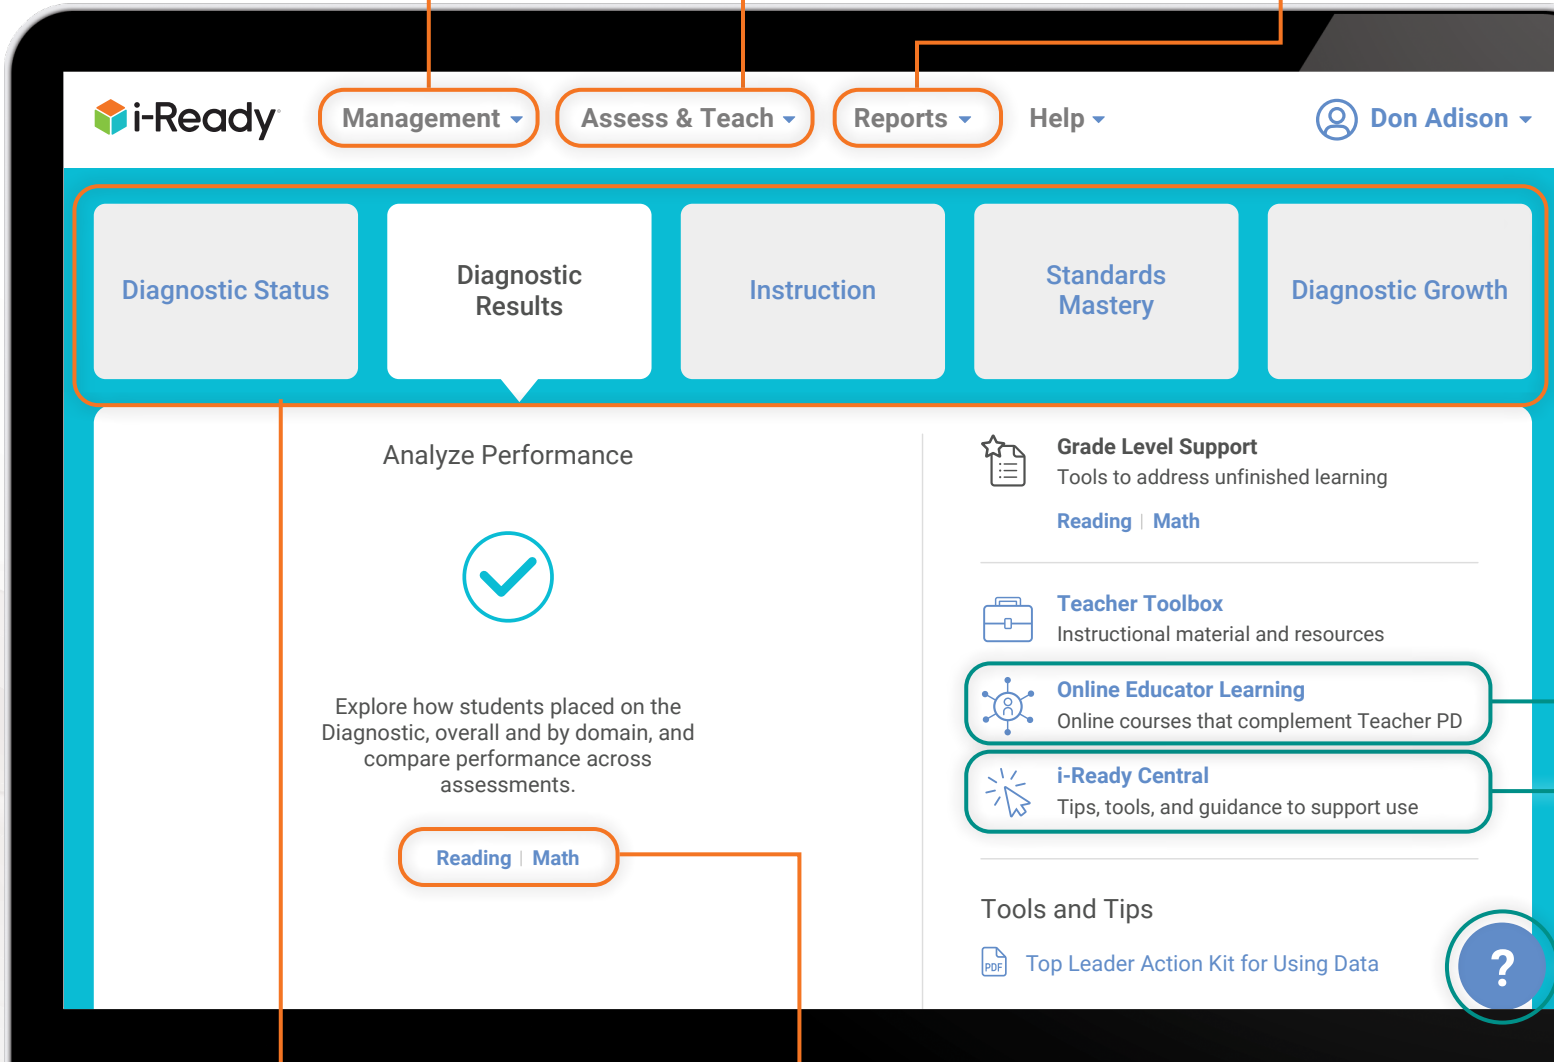 i-Ready
Management
Assess & Teach
Reports
Help
Don Adison
Diagnostic Status
Diagnostic
Results
Instruction
Standards
Mastery
Diagnostic Growth
Analyze Performance
Explore how students placed on the
Diagnostic, overall and by domain, and
compare performance across
assessments.
Reading | Math
Grade Level Support
Tools to address unfinished learning
Reading | Math
Teacher Toolbox
Instructional material and resources
Online Educator Learning
Online courses that complement Teacher PD
i-Ready Central
Tips, tools, and guidance to support use
Tools and Tips
PDF Top Leader Action Kit for Using Data
?